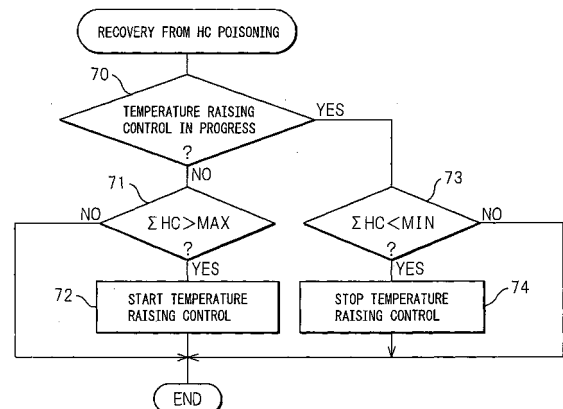 RECOVERY FROM HC POISONING
70
TEMPERATURE RAISING
CONTROL IN PROGRESS
?
YES
NO
71
73
NO
ΣHC>MAX
?
YES
ΣHC<MIN
?
NO
YES
72
START TEMPERATURE
RAISING CONTROL
STOP TEMPERATURE
RAISING CONTROL
74
END